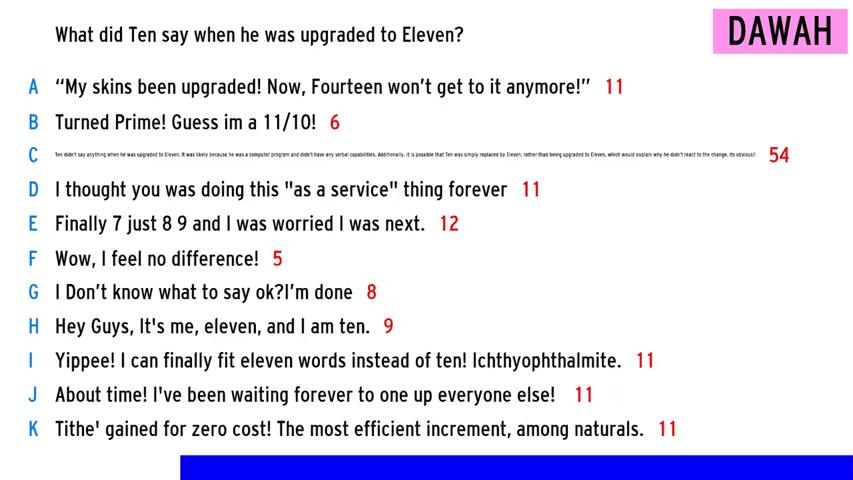 What did Ten say when he was upgraded to Eleven?
DAWAH
A “My skins been upgraded! Now, Fourteen won’t get to it anymore!” 11
B Turned Prime! Guess im a 11/10! 6
C Ten didn't say anything when he was upgraded to Eleven. It was likely because he was a computer program and didn't have any verbal capabilities. Additionally, it is possible that Ten was simply replaced by Eleven, rather than being upgraded to Eleven, which would explain why he didn't react to the change. Its obvious!! 54
D I thought you was doing this "as a service" thing forever 11
E Finally 7 just 8 9 and I was worried I was next. 12
F Wow, I feel no difference! 5
G I Don’t know what to say ok?I’m done 8
H Hey Guys, It's me, eleven, and I am ten. 9
I Yippee! I can finally fit eleven words instead of ten! Ichthyophthalmite. 11
J About time! I've been waiting forever to one up everyone else! 11
K Tithe' gained for zero cost! The most efficient increment, among naturals. 11